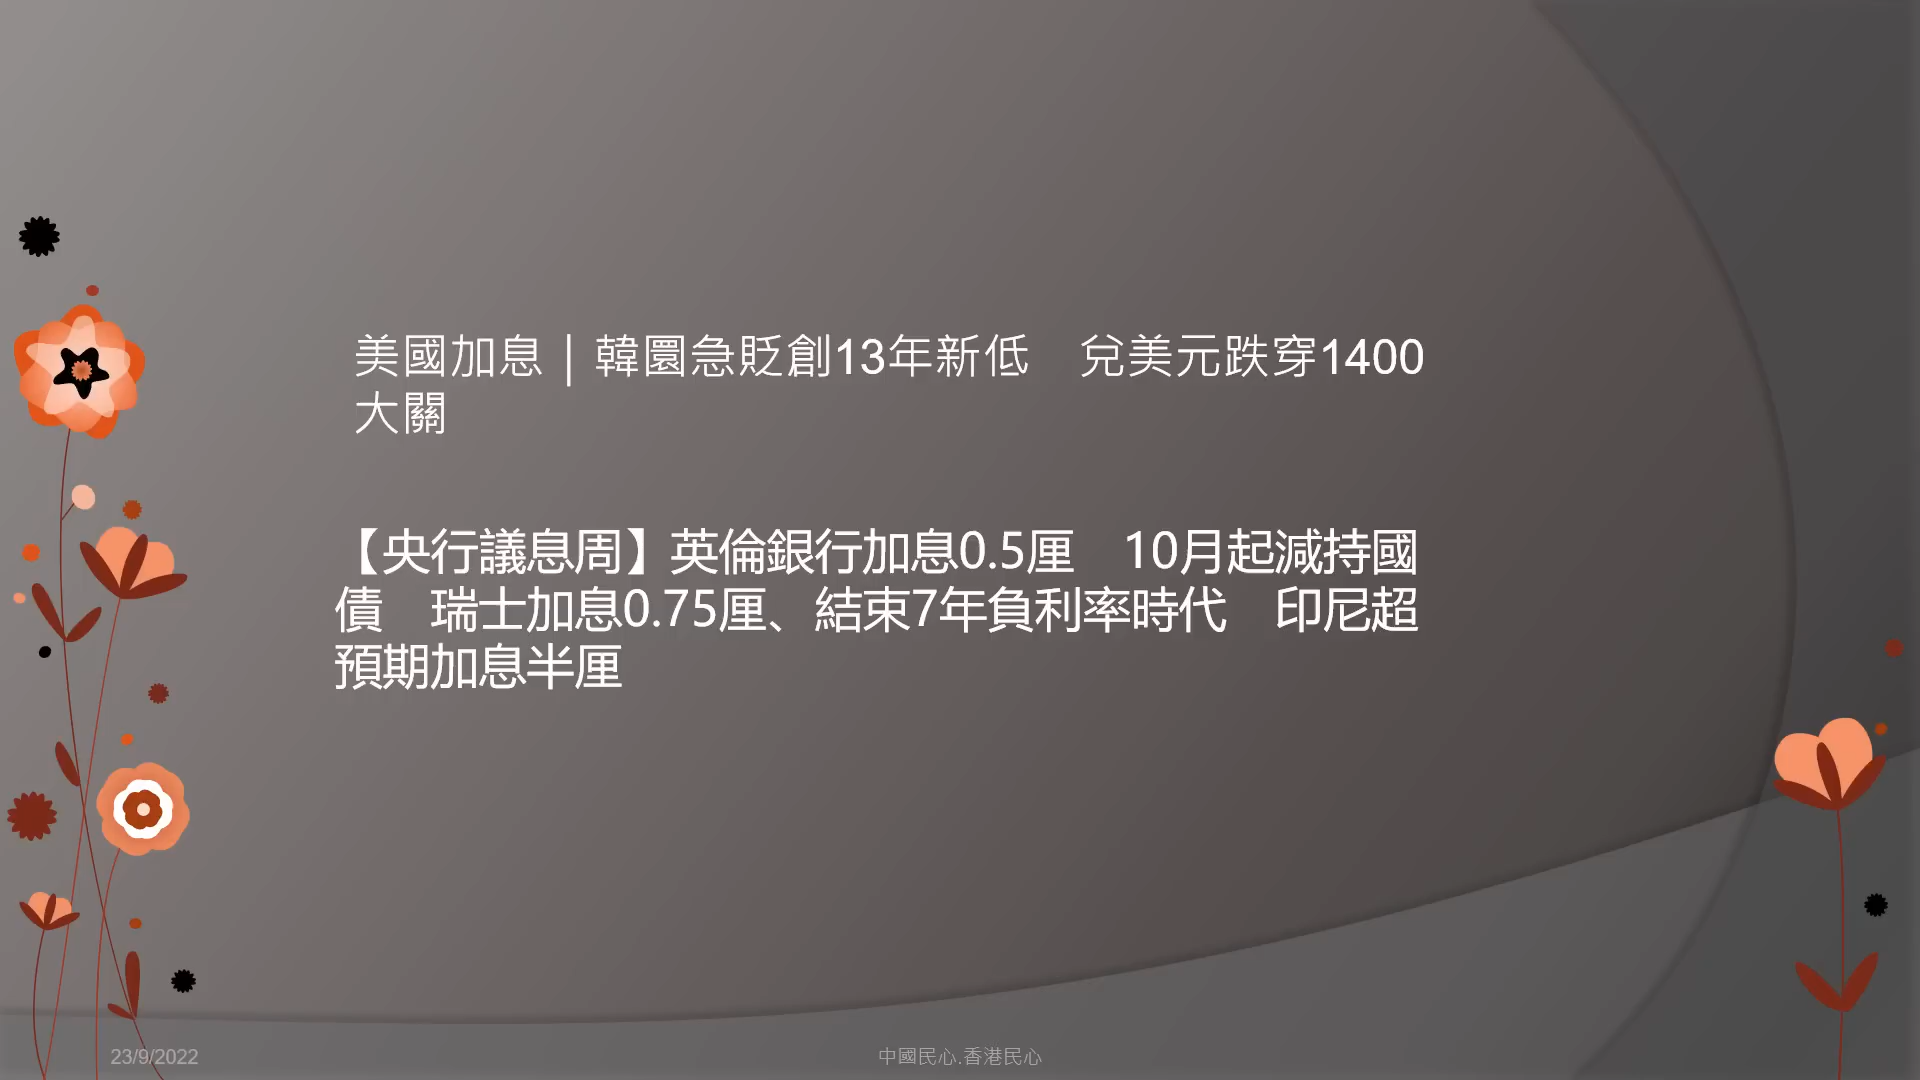 美國加息｜韓圜急貶創13年新低　兌美元跌穿1400
大關
【央行議息周】英倫銀行加息0.5厘　10月起減持國
債　瑞士加息0.75厘、結束7年負利率時代　印尼超
預期加息半厘
23/9/2022
中國民心.香港民心